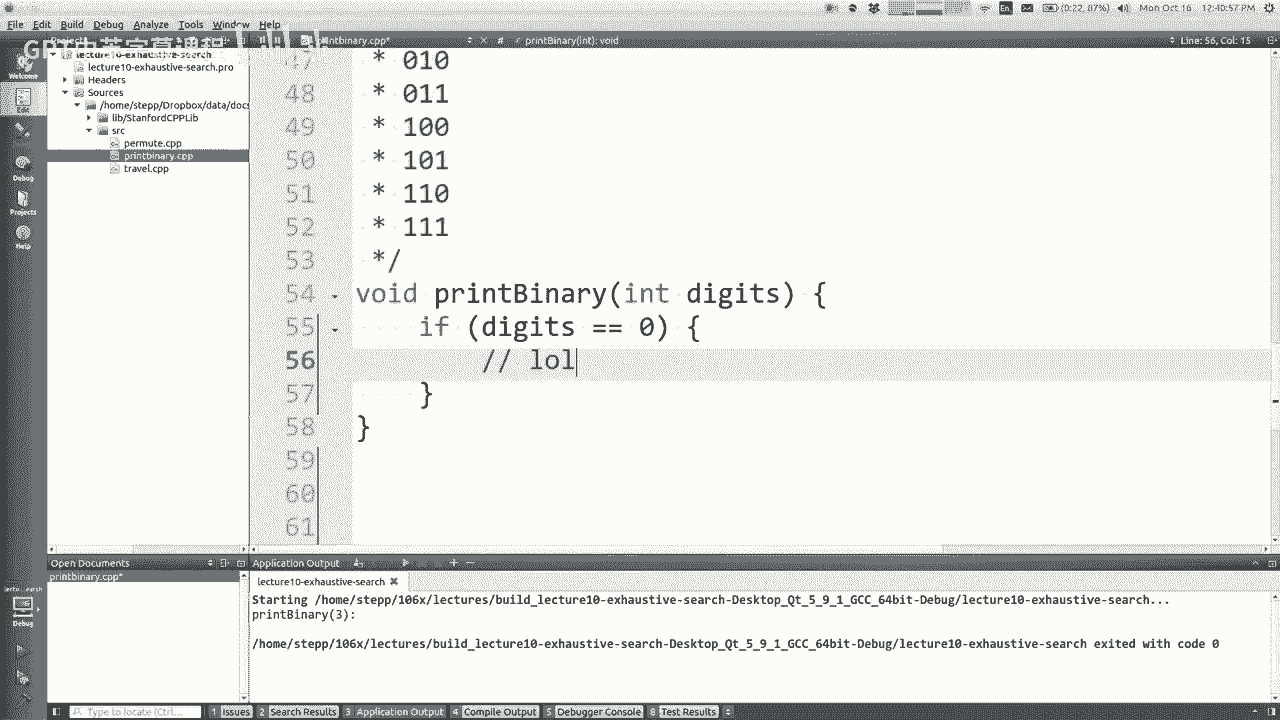 File Edit Build Debug Analyze Tools Window Help
En (0:22, 87%) Mon Oct 16 12:40:57 PM
GPT中英字幕课程
printBinary(int): void
Line: 56, Col: 15
Welcome
Edit
Debug
Projects
Help
lecture10-exhaustive-search
lecture10-exhaustive-search.pro
Headers
Sources
/home/stepp/Dropbox/data/docs
lib/StanfordCPPLib
src
permute.cpp
printbinary.cpp
travel.cpp
47 * 010
48 * 011
49 * 100
50 * 101
51 * 110
52 * 111
53 */
54 void printBinary(int digits) {
55 if (digits == 0) {
56 // lol
57 }
58 }
59
60
61
Open Documents
printbinary.cpp*
Debug
Application Output
lecture10-exhaustive-search
Starting /home/stepp/106x/lectures/build_lecture10-exhaustive-search-Desktop_Qt_5_9_1_GCC_64bit-Debug/lecture10-exhaustive-search...
printBinary(3):
/home/stepp/106x/lectures/build_lecture10-exhaustive-search-Desktop_Qt_5_9_1_GCC_64bit-Debug/lecture10-exhaustive-search exited with code 0
Type to locate (Ctrl...
1 Issues 2 Search Results 3 Application Output 4 Compile Output 5 Debugger Console 8 Test Results